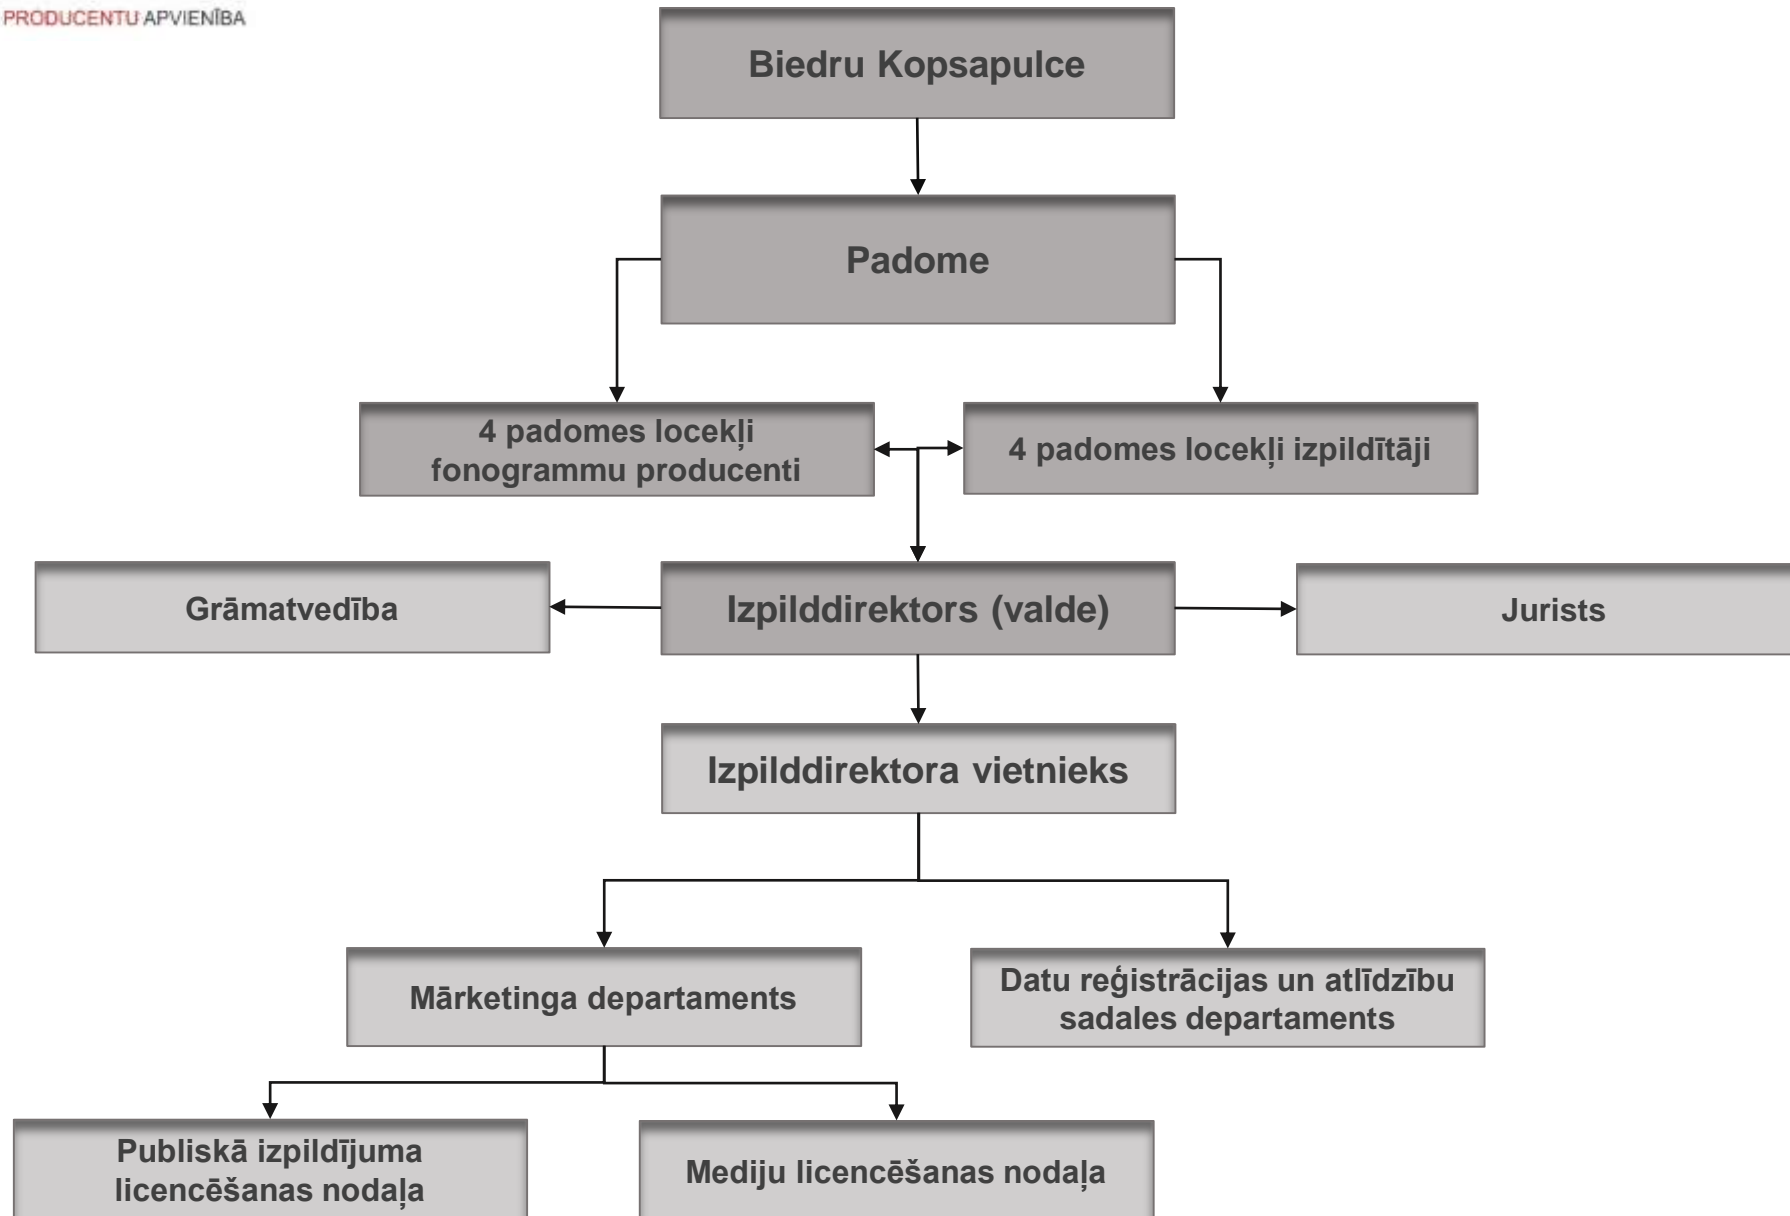 PRODUCENTU APVIENĪBA
Biedru Kopsapulce
Padome
4 padomes locekļi
fonogrammu producenti
4 padomes locekļi izpildītāji
Grāmatvedība
Izpilddirektors (valde)
Jurists
Izpilddirektora vietnieks
Mārketinga departaments
Datu reģistrācijas un atlīdzību
sadales departaments
Publiskā izpildījuma
licencēšanas nodaļa
Mediju licencēšanas nodaļa